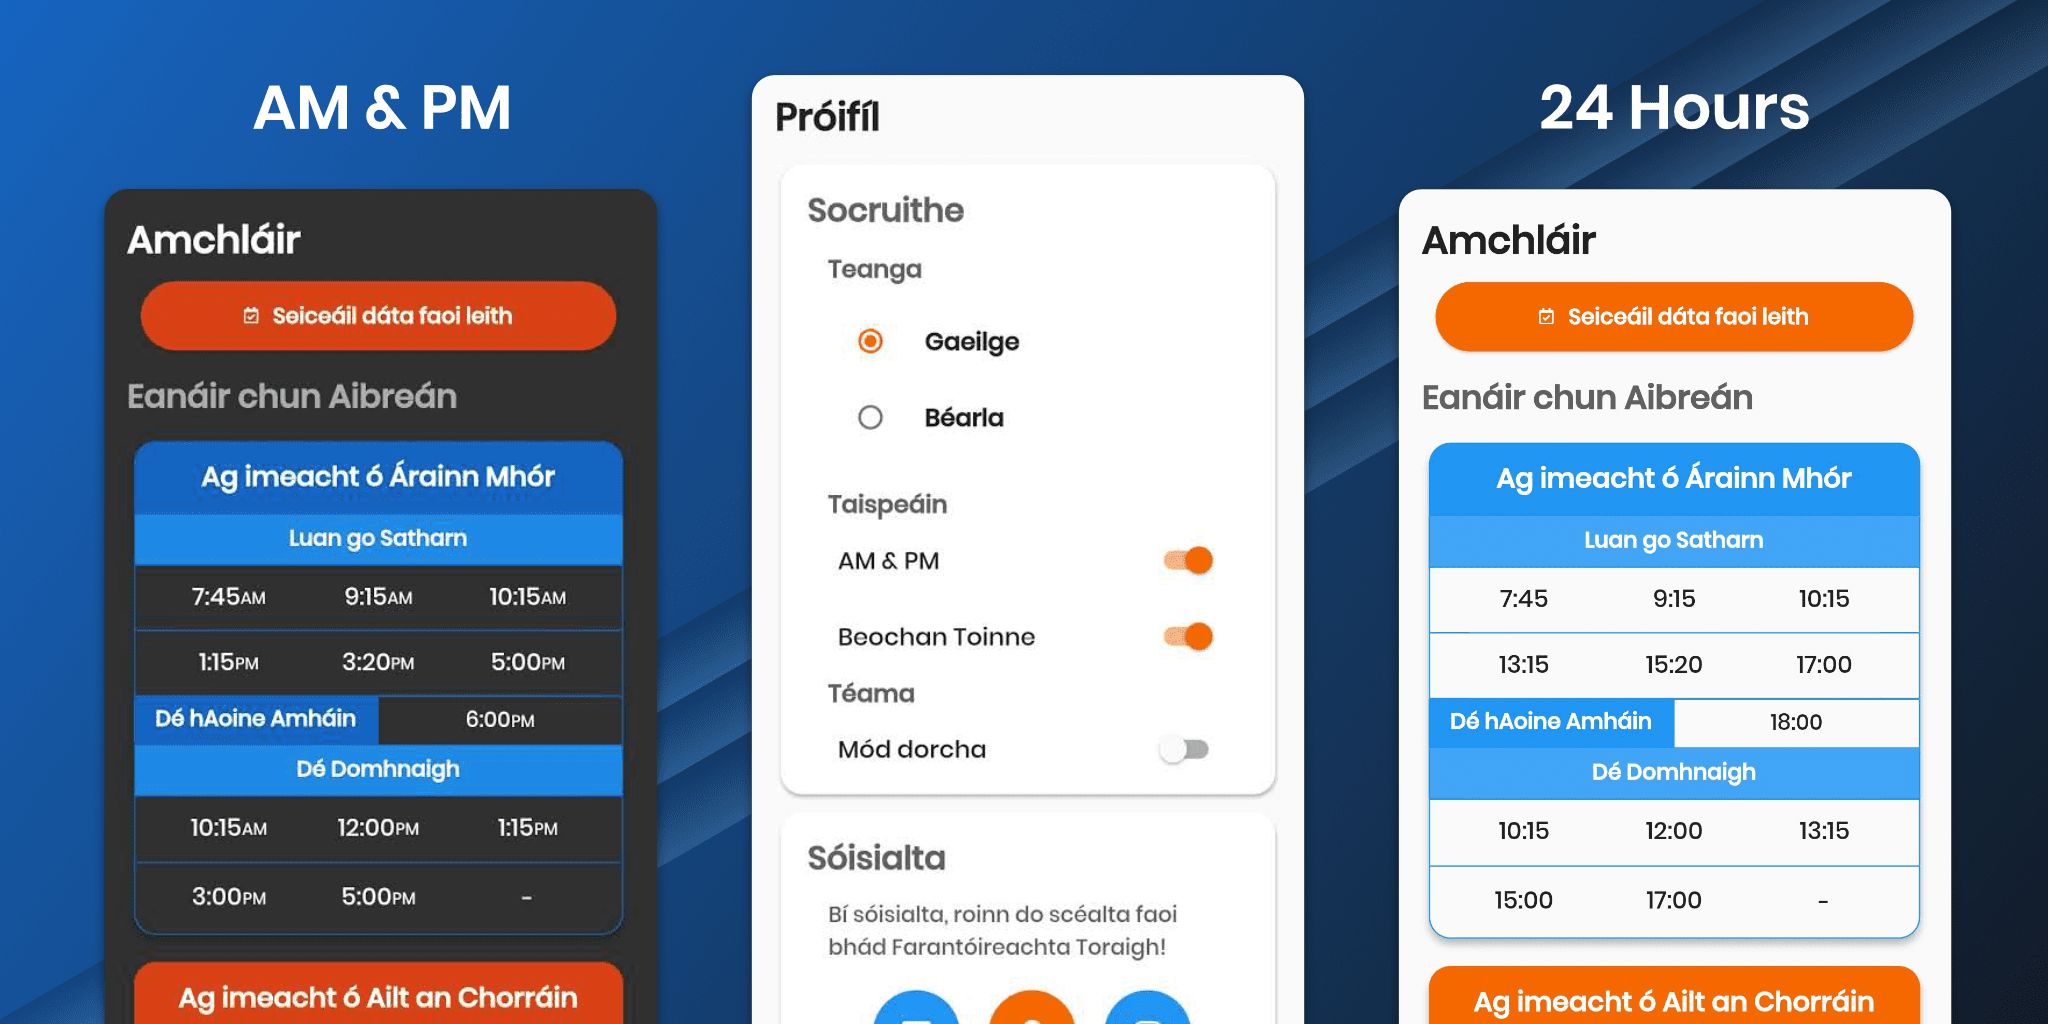 AM & PM
Amchláir
Seiceáil dáta faoi leith
Eanáir chun Aibreán
Ag imeacht ó Árainn Mhór
Luan go Satharn
7:45AM 9:15AM 10:15AM
1:15PM 3:20PM 5:00PM
Dé hAoine Amháin 6:00PM
Dé Domhnaigh
10:15AM 12:00PM 1:15PM
3:00PM 5:00PM -
Ag imeacht ó Ailt an Chorráin
Próifíl
Socruithe
Teanga
Gaeilge
Béarla
Taispeáin
AM & PM
Beochan Toinne
Téama
Mód dorcha
Sóisialta
Bí sóisialta, roinn do scéalta faoi
bhád Farantóireachta Toraigh!
24 Hours
Amchláir
Seiceáil dáta faoi leith
Eanáir chun Aibreán
Ag imeacht ó Árainn Mhór
Luan go Satharn
7:45 9:15 10:15
13:15 15:20 17:00
Dé hAoine Amháin 18:00
Dé Domhnaigh
10:15 12:00 13:15
15:00 17:00 -
Ag imeacht ó Ailt an Chorráin